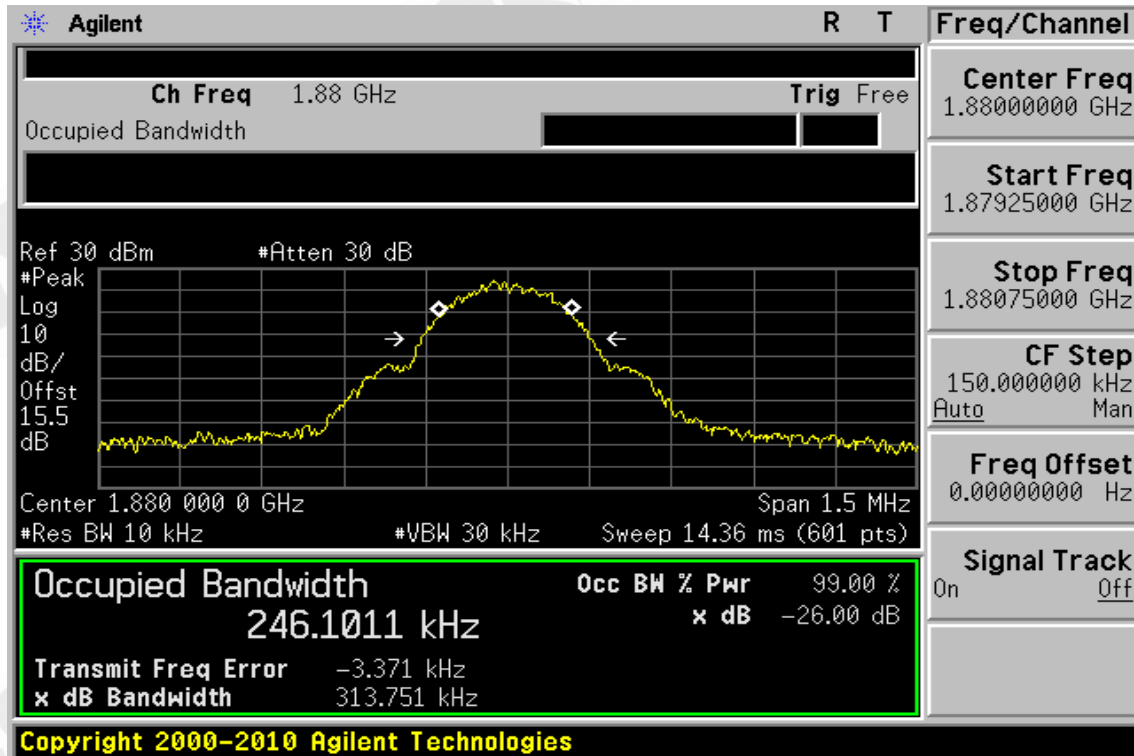 Agilent R T
Ch Freq 1.88 GHz Trig Free
Occupied Bandwidth
Ref 30 dBm #Atten 30 dB
#Peak
Log
10
dB/
Offst
15.5
dB
Center 1.880 000 0 GHz Span 1.5 MHz
#Res BW 10 kHz #VBW 30 kHz Sweep 14.36 ms (601 pts)
Occupied Bandwidth
246.1011 kHz
Occ BW % Pwr 99.00 %
x dB -26.00 dB
Transmit Freq Error -3.371 kHz
x dB Bandwidth 313.751 kHz
Copyright 2000-2010 Agilent Technologies
Freq/Channel
Center Freq
1.88000000 GHz
Start Freq
1.87925000 GHz
Stop Freq
1.88075000 GHz
CF Step
150.000000 kHz
Auto Man
Freq Offset
0.00000000 Hz
Signal Track
On Off